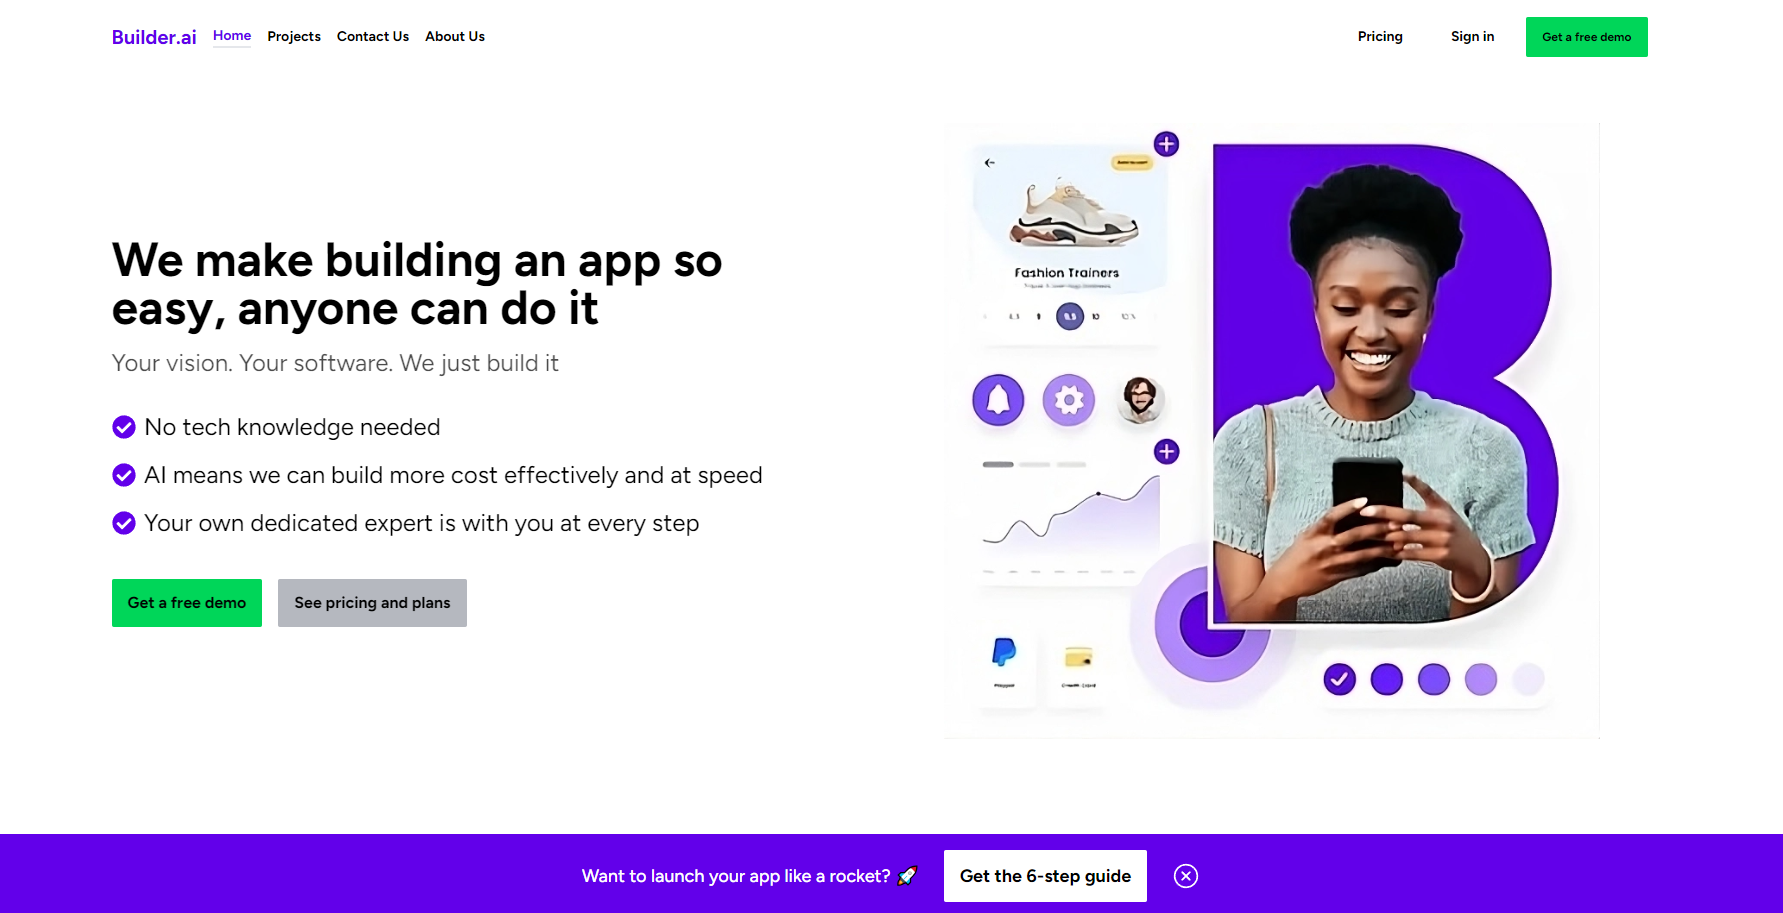 Builder.ai Home Projects Contact Us About Us Pricing Sign in Get a free demo
We make building an app so
easy, anyone can do it
Your vision. Your software. We just build it
No tech knowledge needed
AI means we can build more cost effectively and at speed
Your own dedicated expert is with you at every step
Get a free demo See pricing and plans
Fashion Trainers
9.5
10
B
Want to launch your app like a rocket? 🚀 Get the 6-step guide